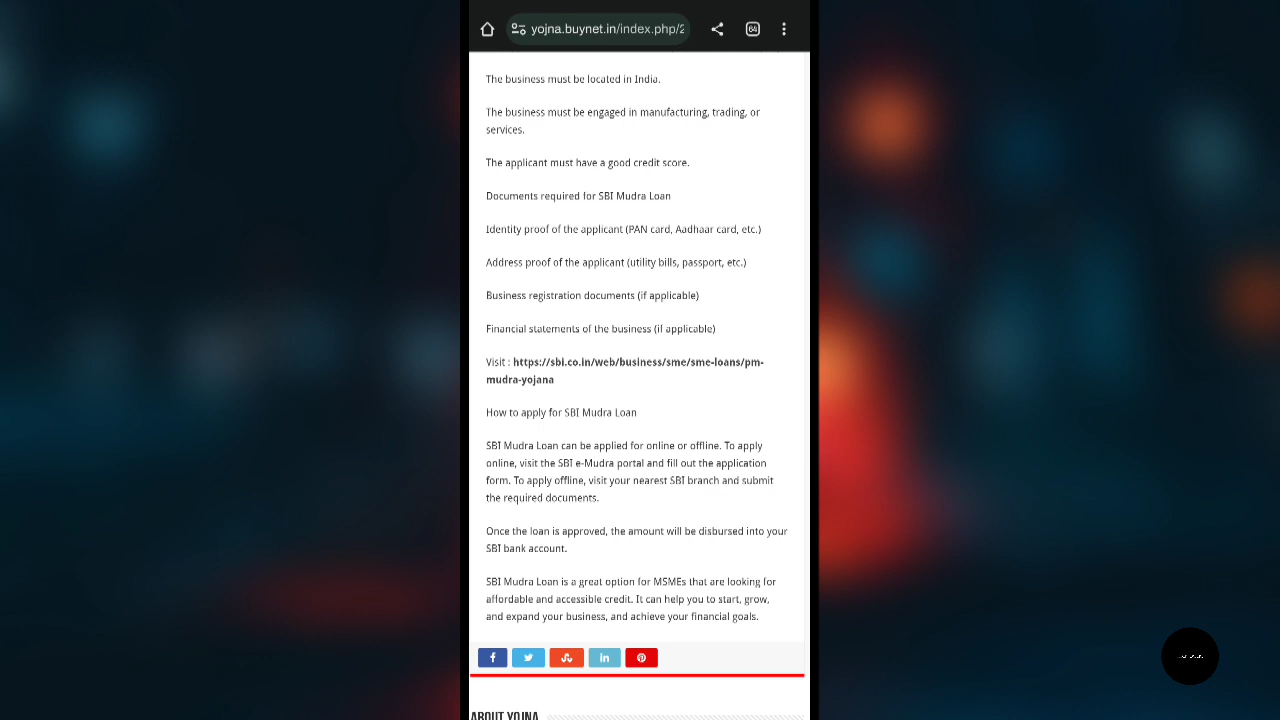 yojna.buynet.in/index.php/2
64
The business must be located in India.
The business must be engaged in manufacturing, trading, or
services.
The applicant must have a good credit score.
Documents required for SBI Mudra Loan
Identity proof of the applicant (PAN card, Aadhaar card, etc.)
Address proof of the applicant (utility bills, passport, etc.)
Business registration documents (if applicable)
Financial statements of the business (if applicable)
Visit : https://sbi.co.in/web/business/sme/sme-loans/pm-
mudra-yojana
How to apply for SBI Mudra Loan
SBI Mudra Loan can be applied for online or offline. To apply
online, visit the SBI e-Mudra portal and fill out the application
form. To apply offline, visit your nearest SBI branch and submit
the required documents.
Once the loan is approved, the amount will be disbursed into your
SBI bank account.
SBI Mudra Loan is a great option for MSMEs that are looking for
affordable and accessible credit. It can help you to start, grow,
and expand your business, and achieve your financial goals.
ABOUT YOJNA